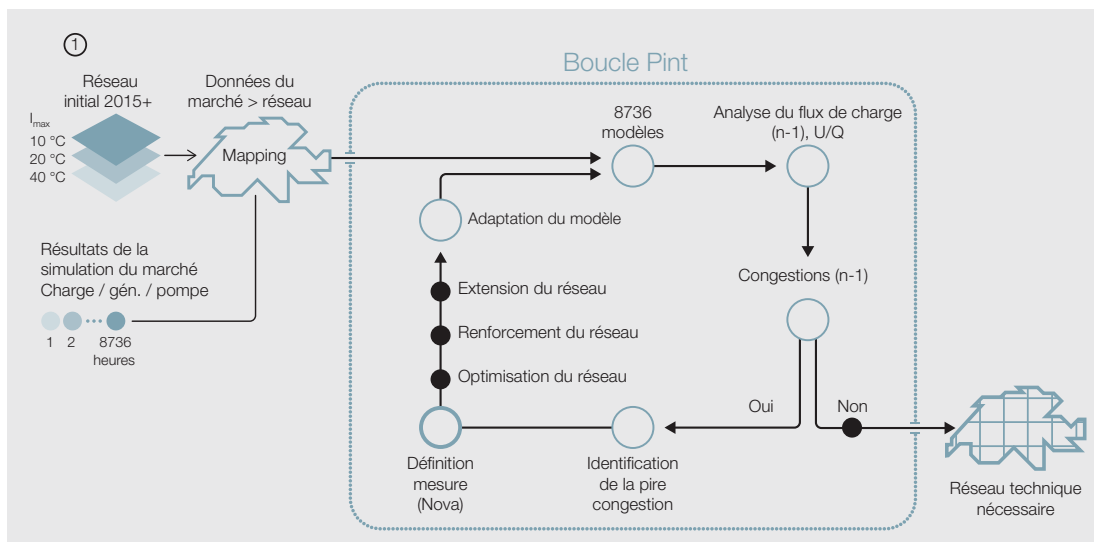 1
Réseau
initial 2015+
Imax
10 °C
20 °C
40 °C
Données du
marché > réseau
Mapping
Résultats de la
simulation du marché
Charge / gén. / pompe
1 2 8736
heures
Boucle Pint
8736
modèles
Analyse du flux de charge
(n-1), U/Q
Adaptation du modèle
Congestions (n-1)
Extension du réseau
Renforcement du réseau
Optimisation du réseau
Oui
Non
Définition
mesure
(Nova)
Identification
de la pire
congestion
Réseau technique
nécessaire